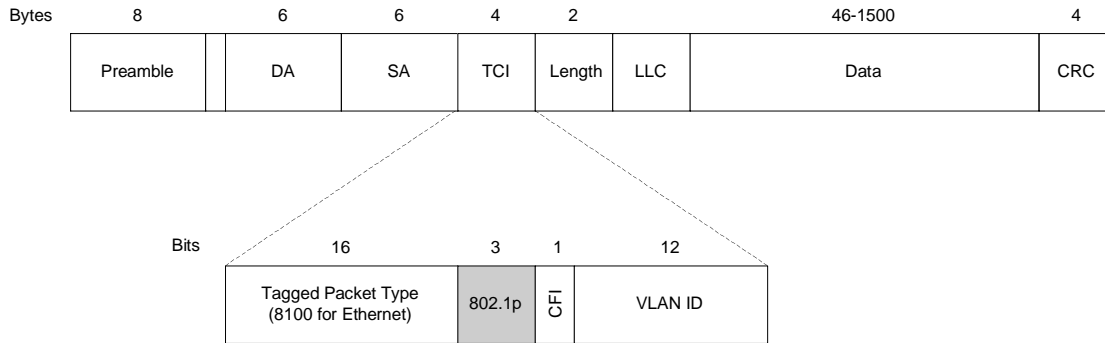 Bytes 8 6 6 4 2 46-1500 4
Preamble DA SA TCI Length LLC Data CRC
Bits 16 3 1 12
Tagged Packet Type
(8100 for Ethernet)
802.1p
CFI
VLAN ID